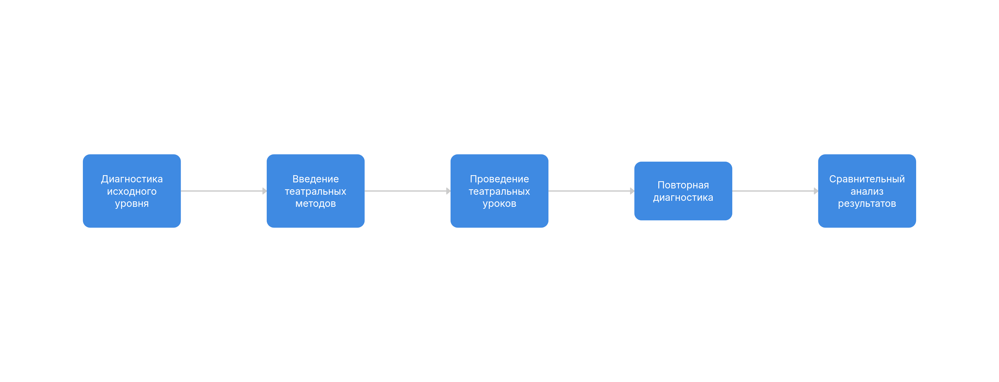 Диагностика
исходного
уровня
Введение
театральных
методов
Проведение
театральных
уроков
Повторная
диагностика
Сравнительный
анализ
результатов